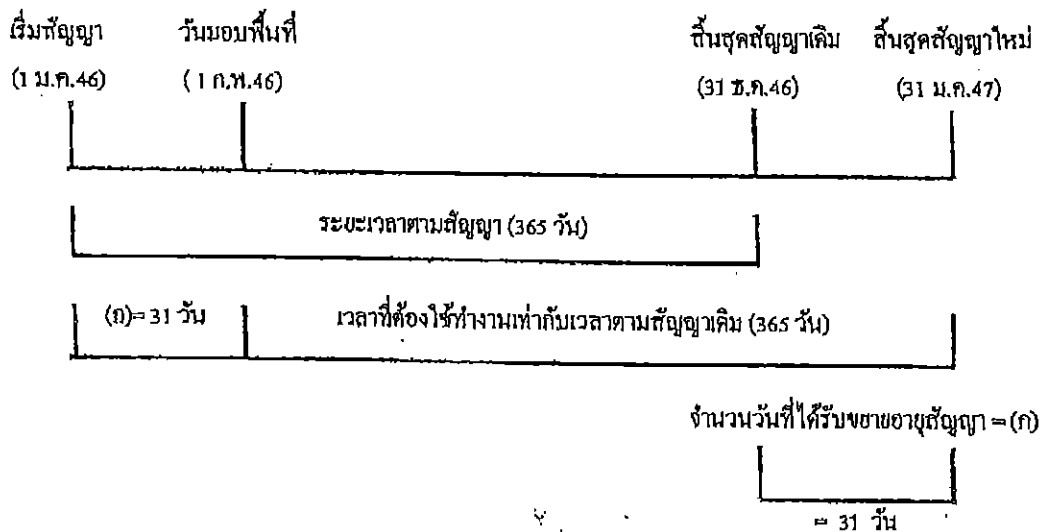 เริ่มสัญญา วันมอบพื้นที่ สิ้นสุดสัญญาเดิม สิ้นสุดสัญญาใหม่
(1 ม.ค.46) (1 ก.พ.46) (31 ธ.ค.46) (31 ม.ค.47)
ระยะเวลาตามสัญญา (365 วัน)
(ก)= 31 วัน เวลาที่ต้องใช้ทำงานเท่ากับเวลาตามสัญญาเดิม (365 วัน)
จำนวนวันที่ได้รับขยายอายุสัญญา = (ก)
= 31 วัน